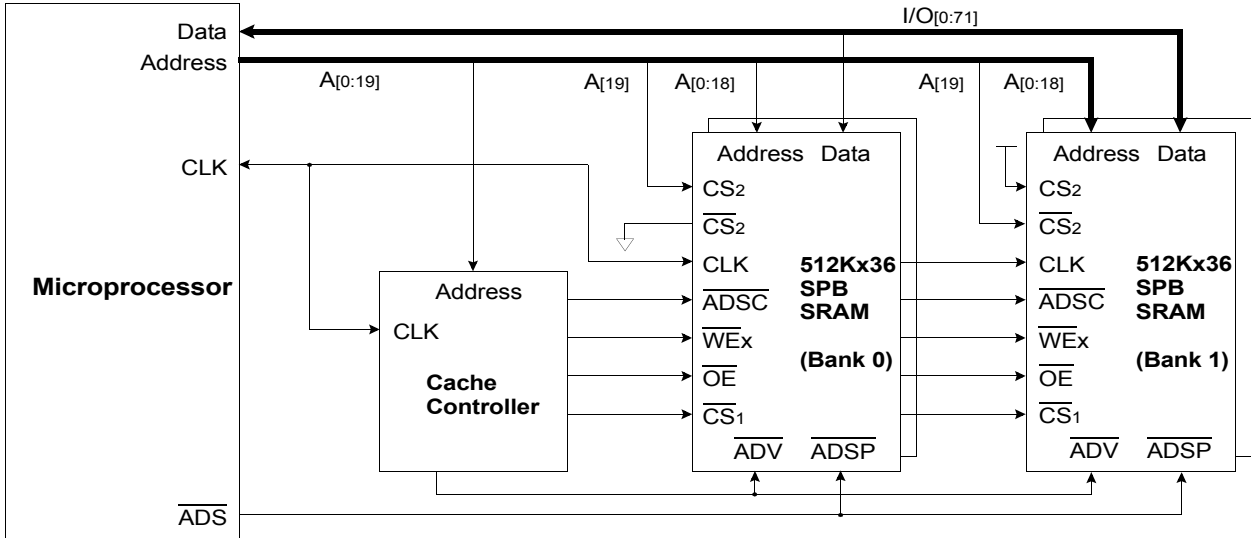 I/O[0:71]
Data
Address
A[0:19]
A[19]
A[0:18]
A[19]
A[0:18]
CLK
Microprocessor
ADS
Address
CLK
Cache
Controller
Address Data
CS2
CS2
CLK
ADSC
WEx
OE
CS1
ADV ADSP
512Kx36
SPB
SRAM
(Bank 0)
Address Data
CS2
CS2
CLK
ADSC
WEx
OE
CS1
ADV ADSP
512Kx36
SPB
SRAM
(Bank 1)